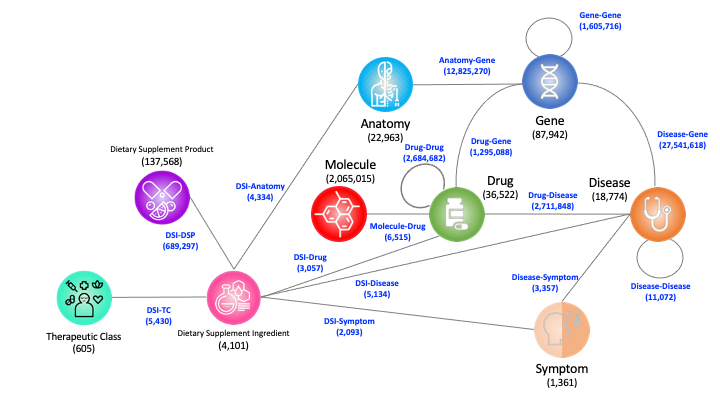 Gene-Gene
(1,605,716)
Anatomy-Gene
(12,825,270)
Anatomy
(22,963)
Gene
(87,942)
Disease-Gene
(27,541,618)
Dietary Supplement Product
(137,568)
Molecule
(2,065,015)
Drug-Drug
(2,684,682)
Drug-Gene
(1,295,088)
Drug
(36,522)
Drug-Disease
(2,711,848)
Disease
(18,774)
DSI-Anatomy
(4,334)
DSI-DSP
(689,297)
Molecule-Drug
(6,515)
DSI-Drug
(3,057)
DSI-Disease
(5,134)
Disease-Symptom
(3,357)
Disease-Disease
(11,072)
DSI-TC
(5,430)
DSI-Symptom
(2,093)
Therapeutic Class
(605)
Dietary Supplement Ingredient
(4,101)
Symptom
(1,361)